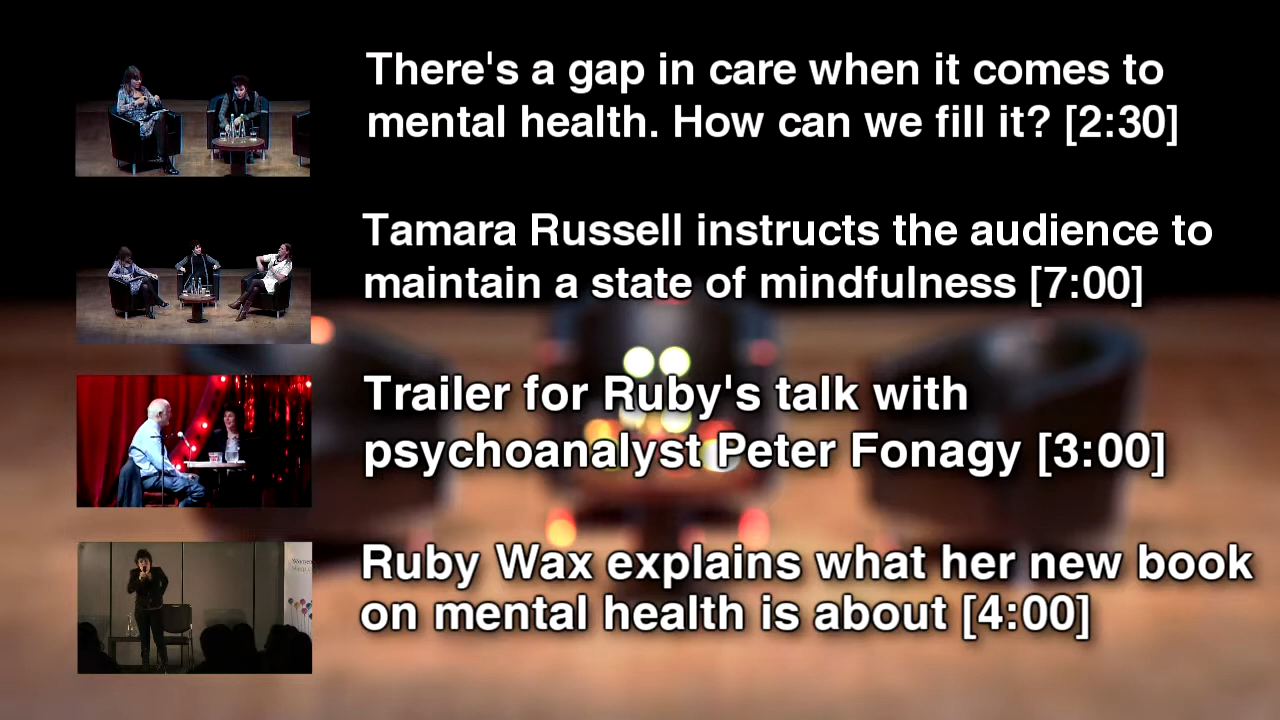 There's a gap in care when it comes to
mental health. How can we fill it? [2:30]
Tamara Russell instructs the audience to
maintain a state of mindfulness [7:00]
Trailer for Ruby's talk with
psychoanalyst Peter Fonagy [3:00]
Ruby Wax explains what her new book
on mental health is about [4:00]